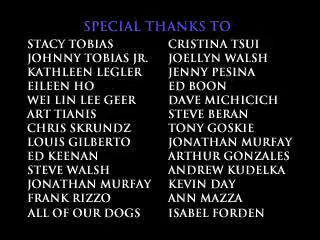 SPECIAL THANKS TO
STACY TOBIAS
JOHNNY TOBIAS JR.
KATHLEEN LEGLER
EILEEN HO
WEI LIN LEE GEER
ART TIANIS
CHRIS SKRUNDZ
LOUIS GILBERTO
ED KEENAN
STEVE WALSH
JONATHAN MURFAY
FRANK RIZZO
ALL OF OUR DOGS
CRISTINA TSUI
JOELLYN WALSH
JENNY PESINA
ED BOON
DAVE MICHICICH
STEVE BERAN
TONY GOSKIE
JONATHAN MURFAY
ARTHUR GONZALES
ANDREW KUDELKA
KEVIN DAY
ANN MAZZA
ISABEL FORDEN